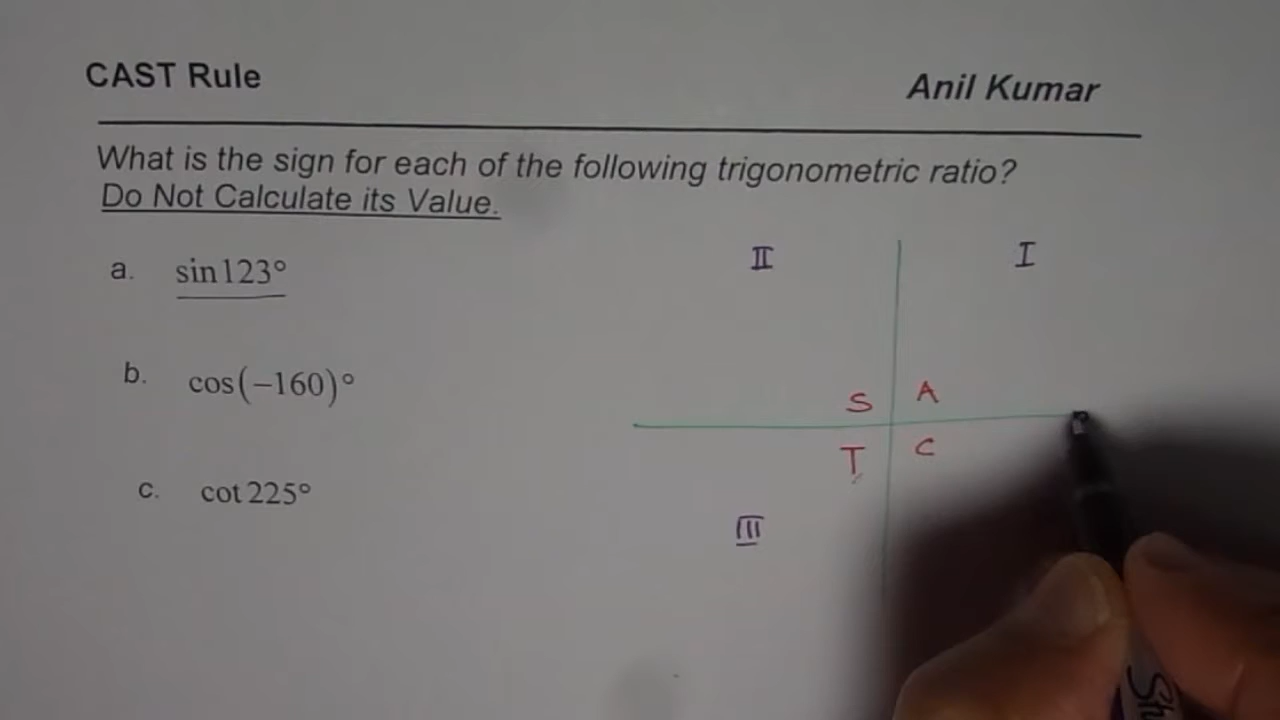 CAST Rule Anil Kumar
What is the sign for each of the following trigonometric ratio?
Do Not Calculate its Value.
II I
a. sin123°
b. cos(−160)°
S A
T C
c. cot 225°
III
Sh